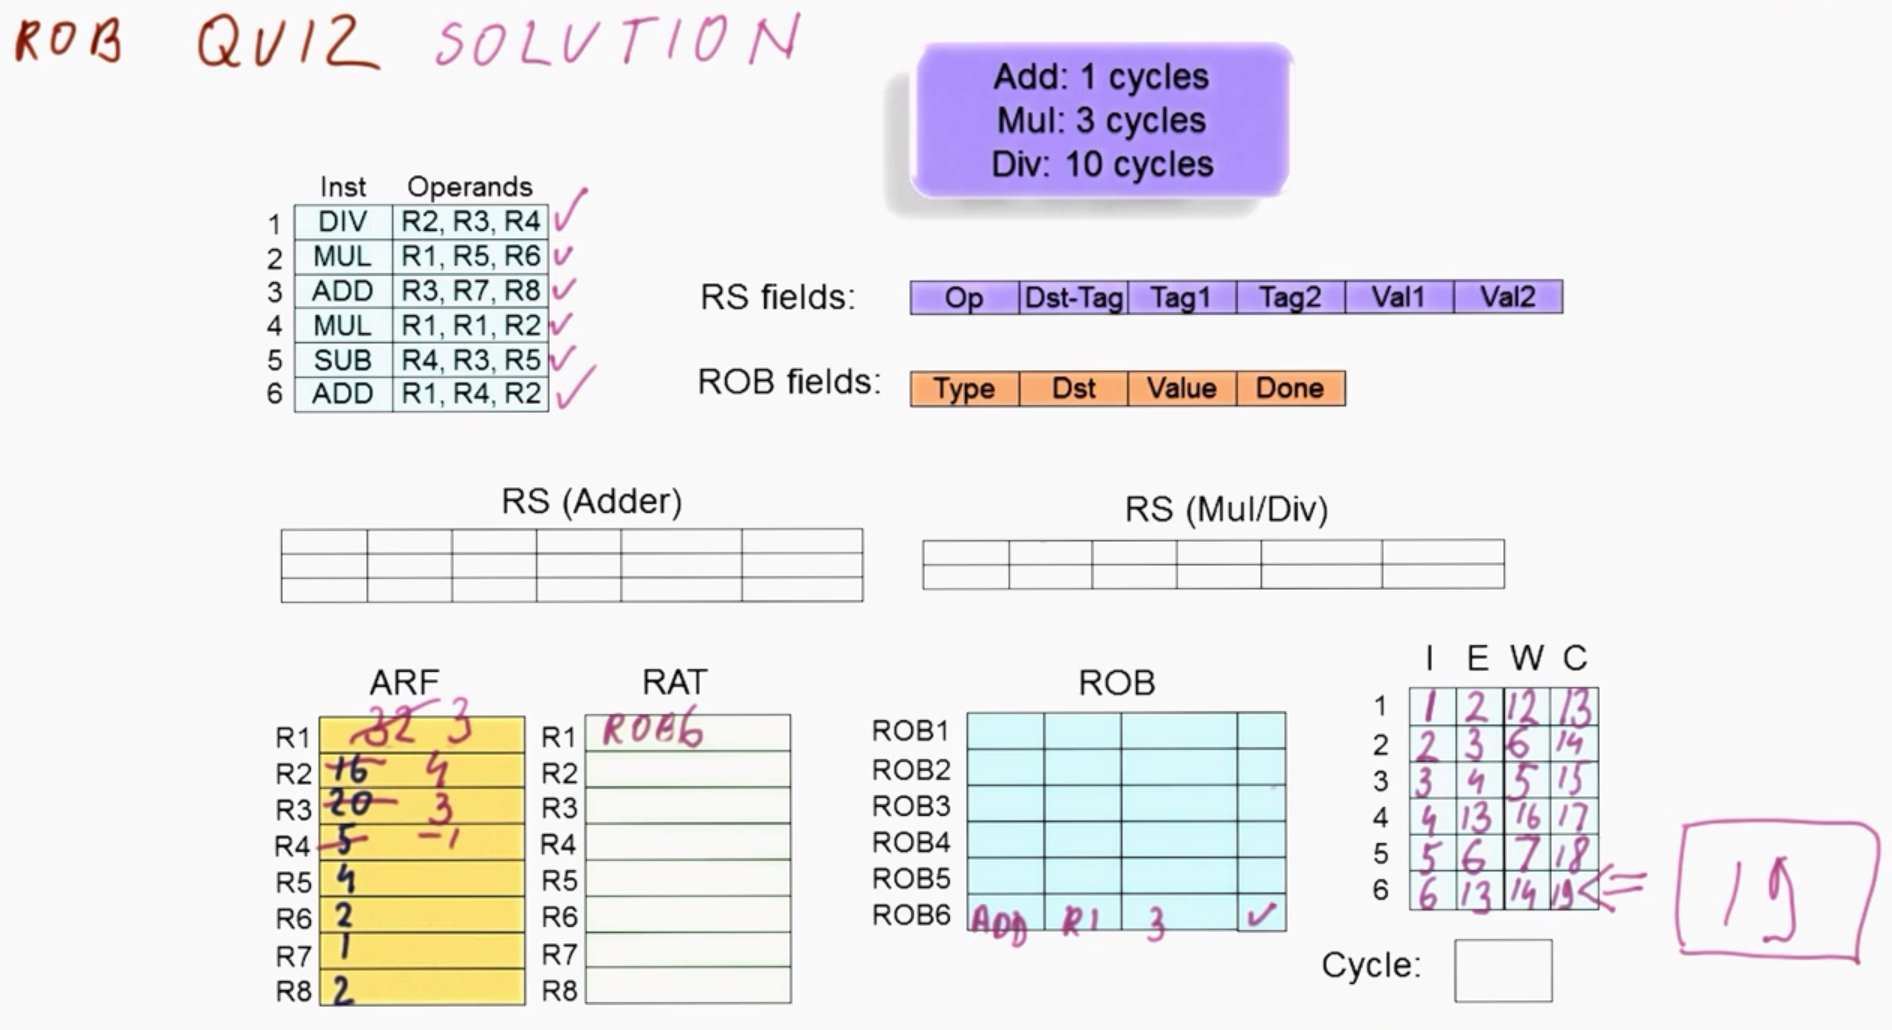 ROB QUIZ SOLUTION
Add: 1 cycles
Mul: 3 cycles
Div: 10 cycles
Inst Operands
1 DIV R2, R3, R4 ✓
2 MUL R1, R5, R6 ✓
3 ADD R3, R7, R8 ✓
4 MUL R1, R1, R2 ✓
5 SUB R4, R3, R5 ✓
6 ADD R1, R4, R2 ✓
RS fields: Op Dst-Tag Tag1 Tag2 Val1 Val2
ROB fields: Type Dst Value Done
RS (Adder)
RS (Mul/Div)
ARF
R1 32 3
R2 16 4
R3 20 3
R4 5 -1
R5 4
R6 2
R7 1
R8 2
RAT
R1 ROB6
R2
R3
R4
R5
R6
R7
R8
ROB
ROB1
ROB2
ROB3
ROB4
ROB5
ROB6 ADD R1 3 ✓
I E W C
1 1 2 12 13
2 2 3 6 14
3 3 4 5 15
4 4 13 16 17
5 5 6 7 18
6 6 13 14 19
19
Cycle: